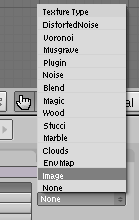 Texture Type
DistortedNoise
Voronoi
Musgrave
Plugin
Noise
Blend
Magic
Wood
Stucci
Marble
Clouds
EnvMap
Image
None
None